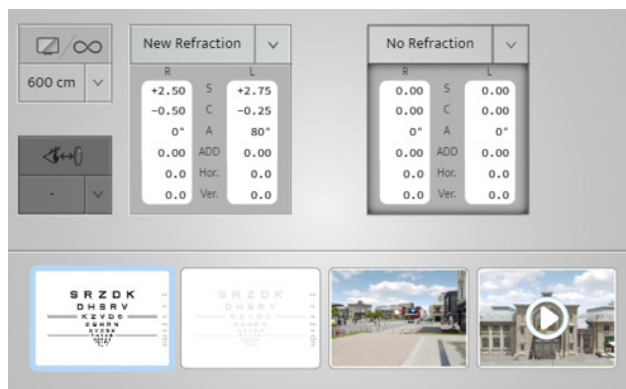 600 cm
-
New Refraction
R L
+2.50 S +2.75
-0.50 C -0.25
0° A 80°
0.00 ADD 0.00
0.0 Hor. 0.0
0.0 Ver. 0.0
No Refraction
R L
0.00 S 0.00
0.00 C 0.00
0° A 0°
0.00 ADD 0.00
0.0 Hor. 0.0
0.0 Ver. 0.0
S R Z D K
D H S R V
K Z V D C
S R Z D K
D H S R V